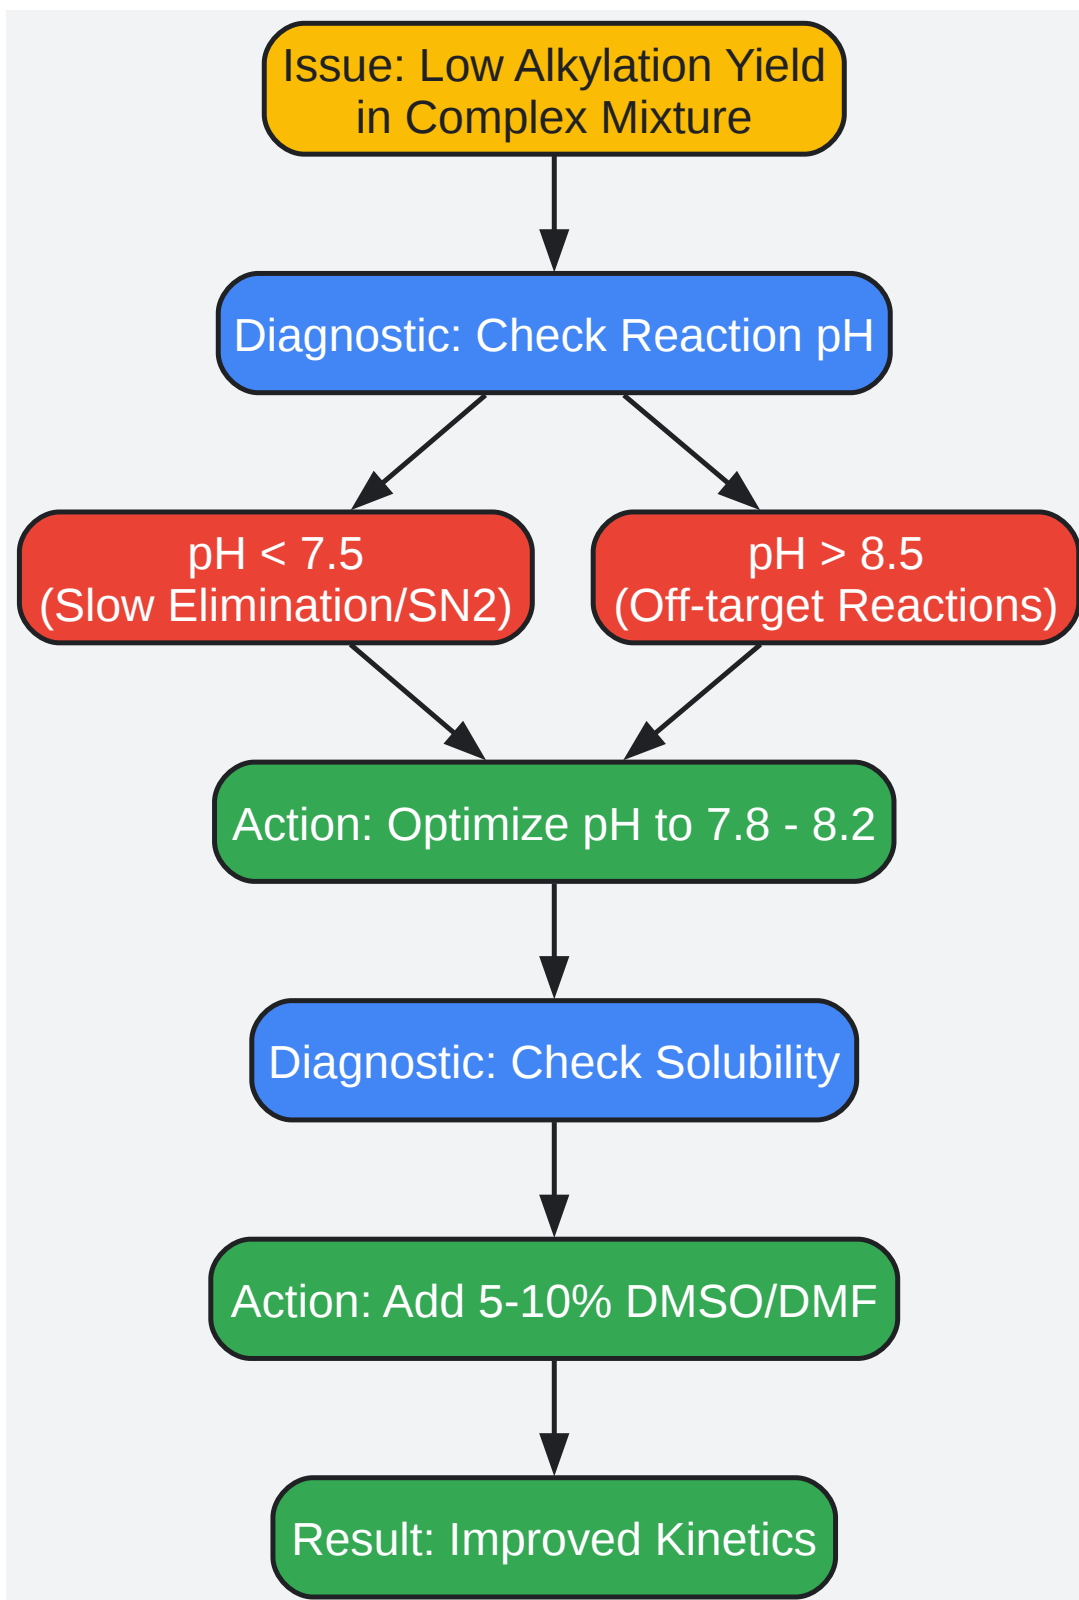 Issue: Low Alkylation Yield
in Complex Mixture
Diagnostic: Check Reaction pH
pH < 7.5
(Slow Elimination/SN2)
pH > 8.5
(Off-target Reactions)
Action: Optimize pH to 7.8 - 8.2
Diagnostic: Check Solubility
Action: Add 5-10% DMSO/DMF
Result: Improved Kinetics